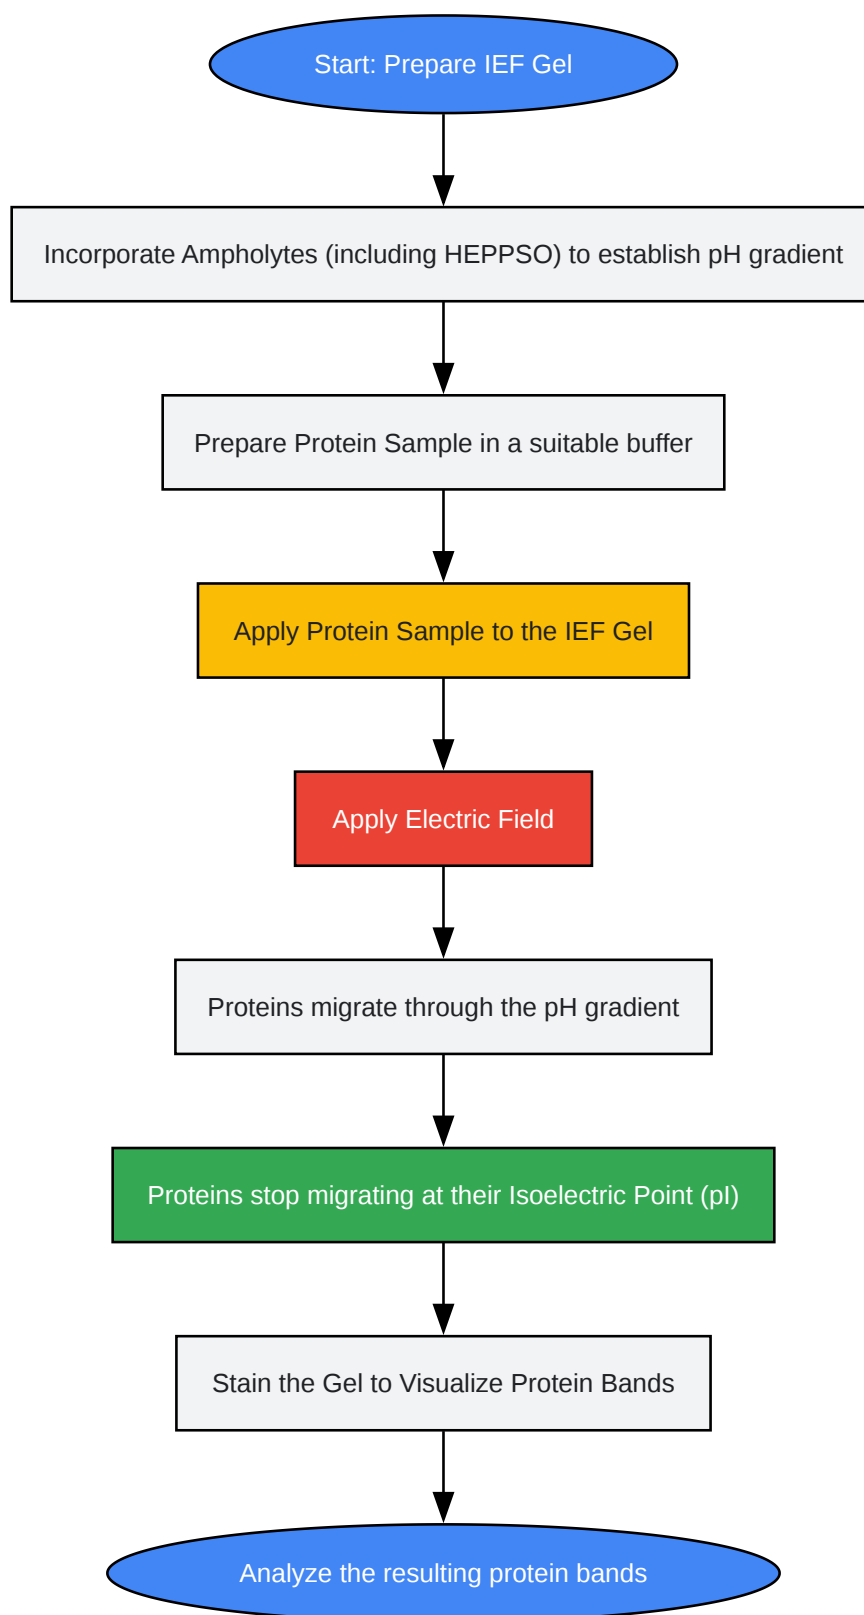 Start: Prepare IEF Gel
Incorporate Ampholytes (including HEPPSO) to establish pH gradient
Prepare Protein Sample in a suitable buffer
Apply Protein Sample to the IEF Gel
Apply Electric Field
Proteins migrate through the pH gradient
Proteins stop migrating at their Isoelectric Point (pI)
Stain the Gel to Visualize Protein Bands
Analyze the resulting protein bands